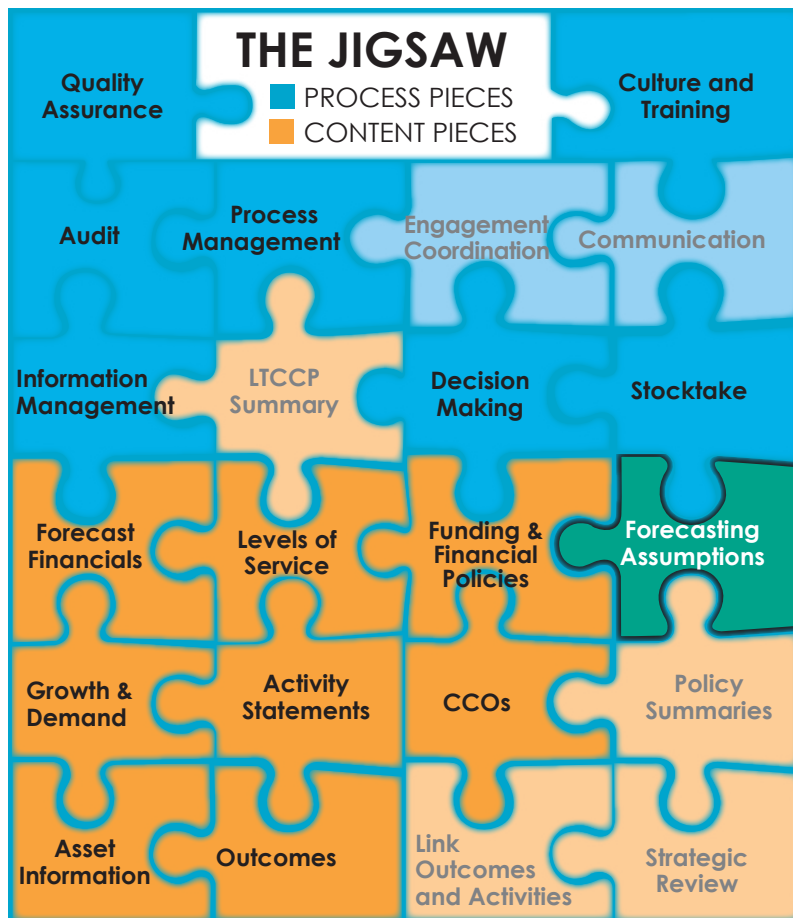 THE JIGSAW
PROCESS PIECES
CONTENT PIECES
Quality
Assurance
Culture and
Training
Audit
Process
Management
Engagement
Coordination
Communication
Information
Management
LTCCP
Summary
Decision
Making
Stocktake
Forecast
Financials
Levels of
Service
Funding &
Financial
Policies
Forecasting
Assumptions
Growth &
Demand
Activity
Statements
CCOs
Policy
Summaries
Asset
Information
Outcomes
Link
Outcomes
and Activities
Strategic
Review